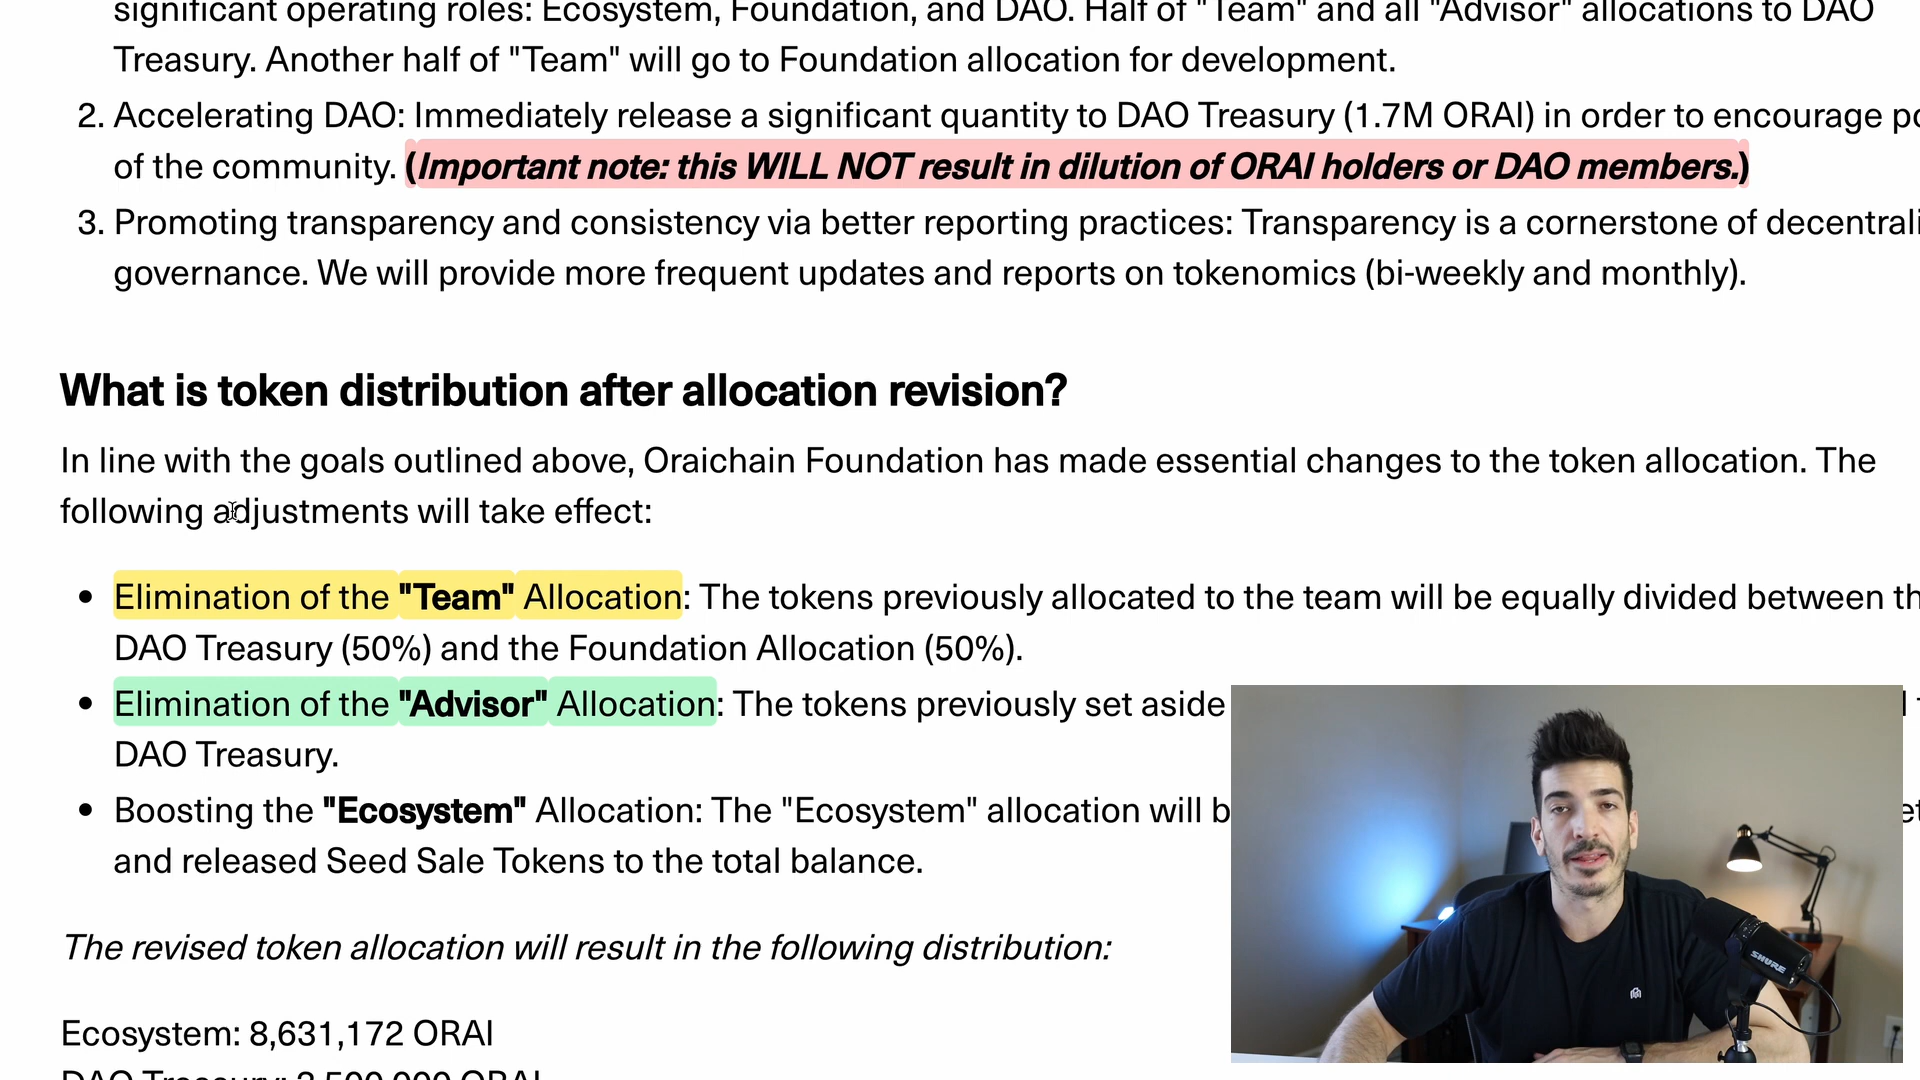 significant operating roles: Ecosystem, Foundation, and DAO. Half of "Team" and all "Advisor" allocations to DAO
Treasury. Another half of "Team" will go to Foundation allocation for development.
2. Accelerating DAO: Immediately release a significant quantity to DAO Treasury (1.7M ORAI) in order to encourage
of the community. (Important note: this WILL NOT result in dilution of ORAI holders or DAO members.)
3. Promoting transparency and consistency via better reporting practices: Transparency is a cornerstone of decentrali
governance. We will provide more frequent updates and reports on tokenomics (bi-weekly and monthly).
What is token distribution after allocation revision?
In line with the goals outlined above, Oraichain Foundation has made essential changes to the token allocation. The
following adjustments will take effect:
• Elimination of the "Team" Allocation: The tokens previously allocated to the team will be equally divided between th
DAO Treasury (50%) and the Foundation Allocation (50%).
• Elimination of the "Advisor" Allocation: The tokens previously set aside
DAO Treasury.
• Boosting the "Ecosystem" Allocation: The "Ecosystem" allocation will b
and released Seed Sale Tokens to the total balance.
The revised token allocation will result in the following distribution:
Ecosystem: 8,631,172 ORAI
DAO Treasury: 3,500,000 ORAI
SHURE